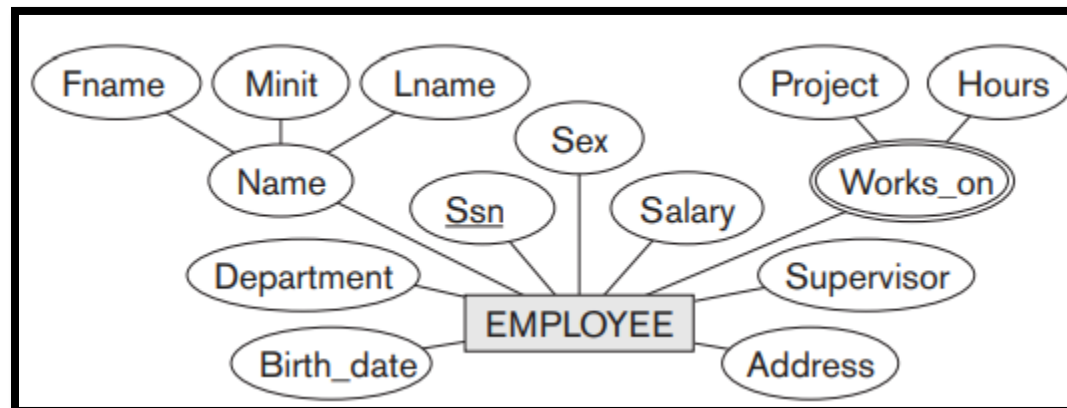 Fname Minit Lname Project Hours
Sex
Name Works_on
Ssn Salary
Department Supervisor
EMPLOYEE
Birth_date Address